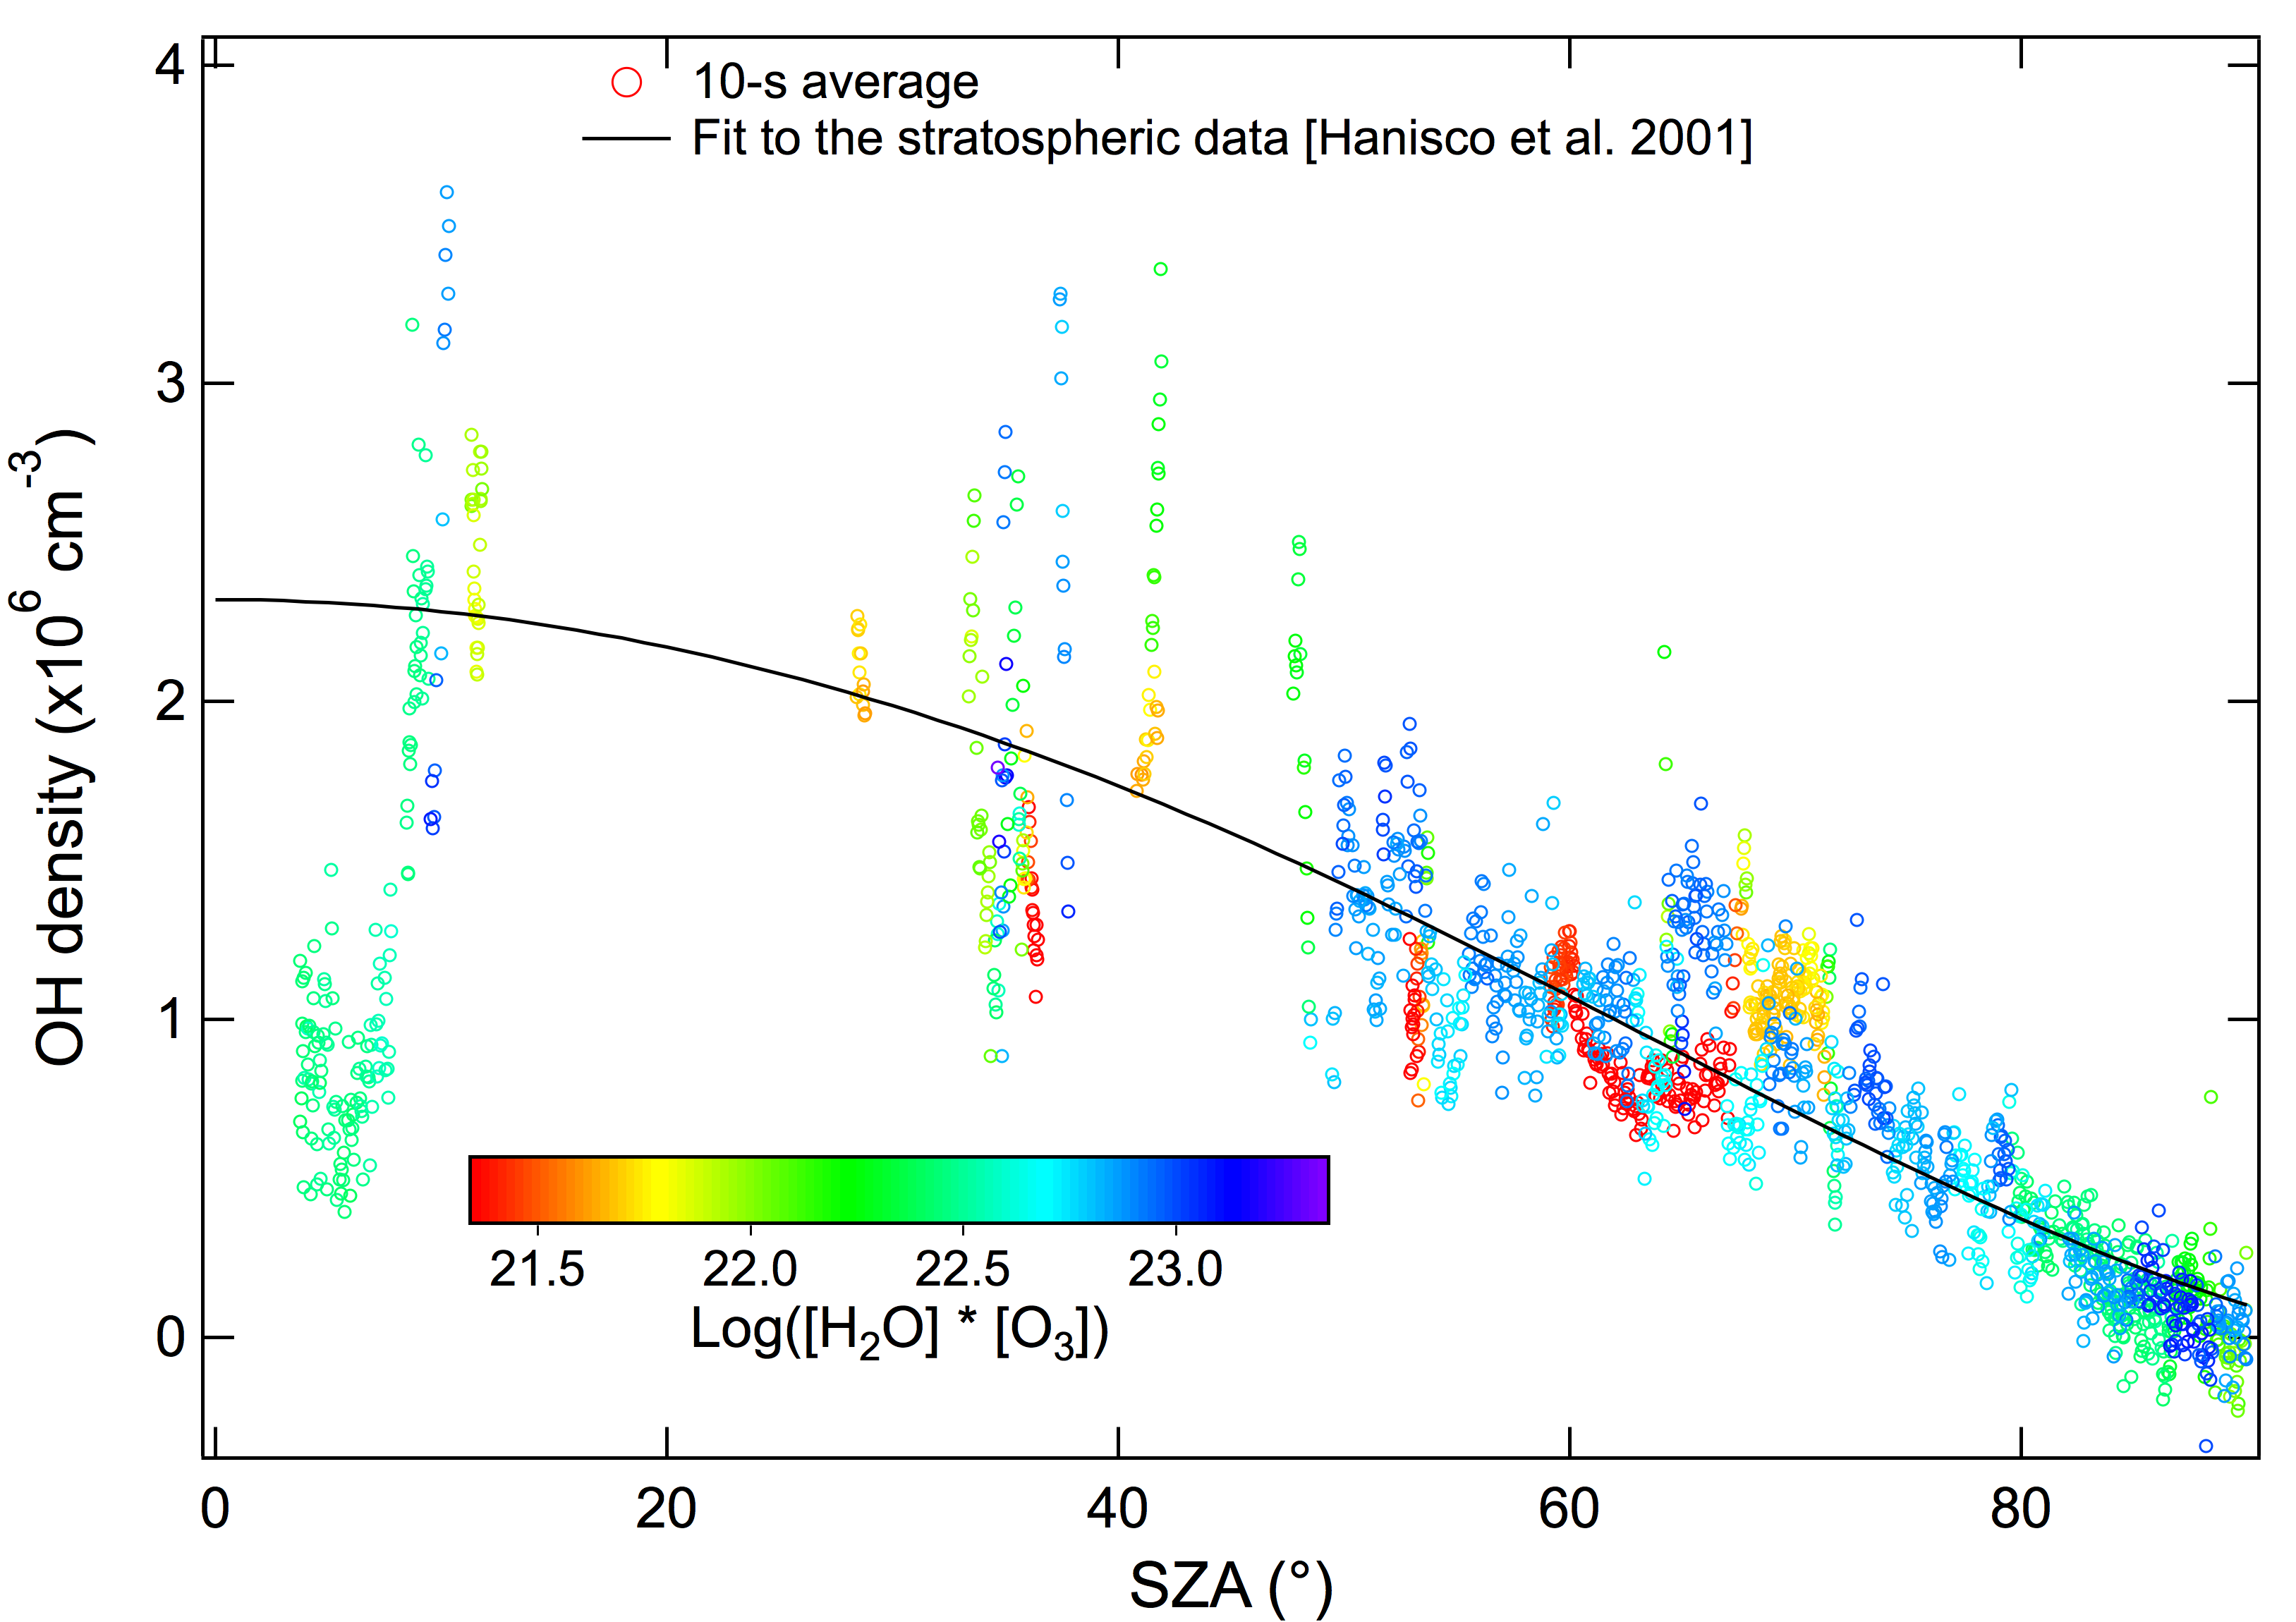 10-s average
Fit to the stratospheric data [Hanisco et al. 2001]
4
3
2
1
0
OH density (x10⁶ cm⁻³)
21.5 22.0 22.5 23.0
Log([H₂O] * [O₃])
0 20 40 60 80
SZA (°)